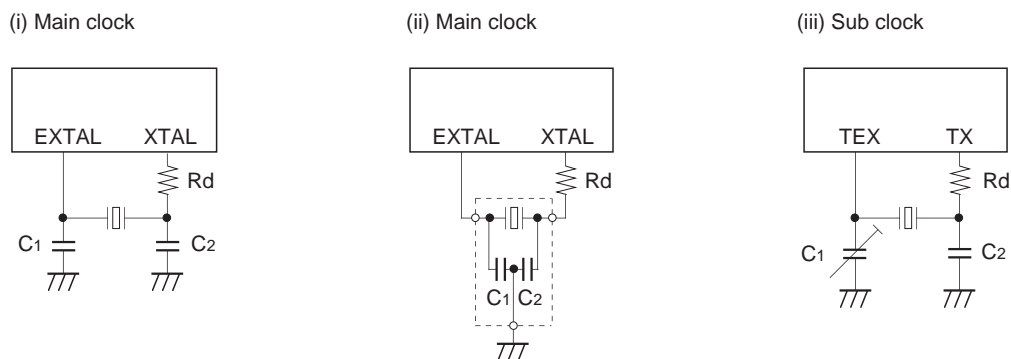 (i) Main clock
EXTAL XTAL
Rd
C1 C2
(ii) Main clock
EXTAL XTAL
Rd
C1 C2
(iii) Sub clock
TEX TX
Rd
C1 C2